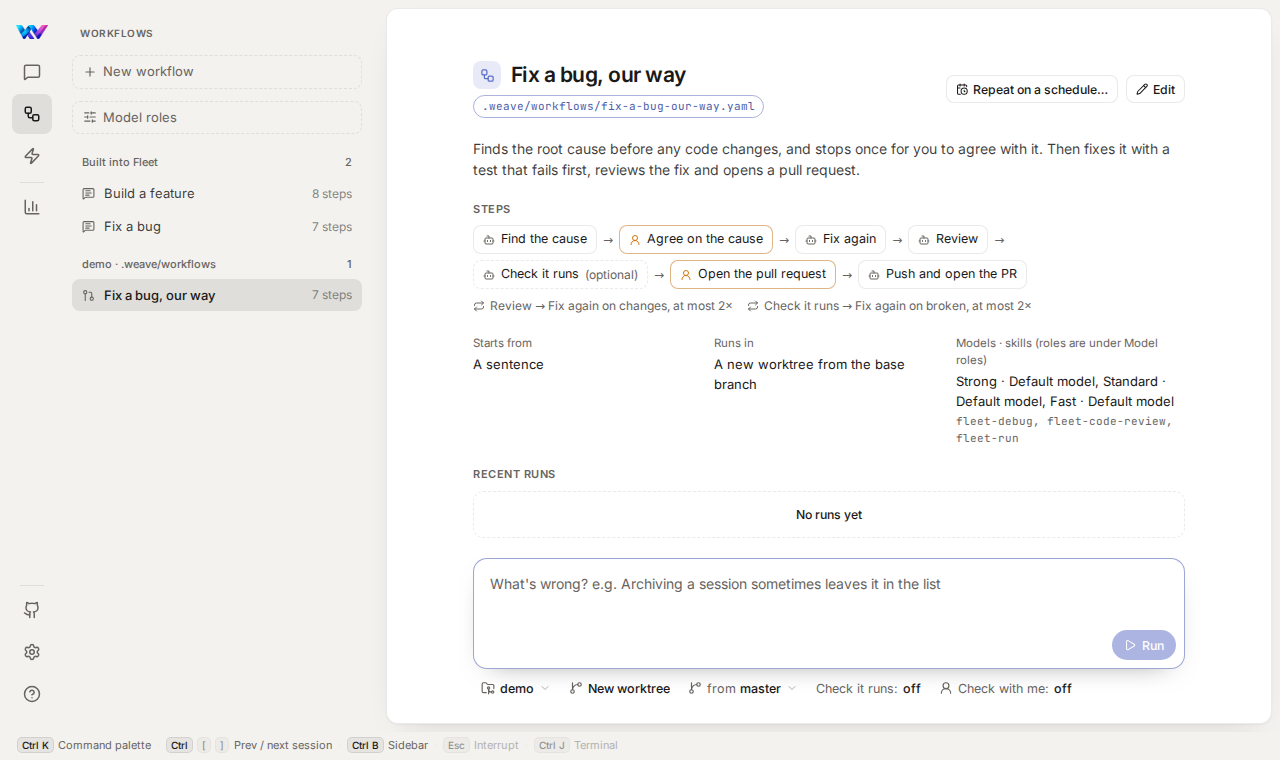 WORKFLOWS
New workflow
Model roles
Built into Fleet 2
Build a feature 8 steps
Fix a bug 7 steps
demo · .weave/workflows 1
Fix a bug, our way 7 steps
Fix a bug, our way
.weave/workflows/fix-a-bug-our-way.yaml
Repeat on a schedule... Edit
Finds the root cause before any code changes, and stops once for you to agree with it. Then fixes it with a
test that fails first, reviews the fix and opens a pull request.
STEPS
Find the cause → Agree on the cause → Fix again → Review →
Check it runs (optional) → Open the pull request → Push and open the PR
Review → Fix again on changes, at most 2× Check it runs → Fix again on broken, at most 2×
Starts from
A sentence
Runs in
A new worktree from the base
branch
Models · skills (roles are under Model
roles)
Strong · Default model, Standard ·
Default model, Fast · Default model
fleet-debug, fleet-code-review,
fleet-run
RECENT RUNS
No runs yet
What's wrong? e.g. Archiving a session sometimes leaves it in the list
Run
demo New worktree from master Check it runs: off Check with me: off
Ctrl K Command palette Ctrl [ ] Prev / next session Ctrl B Sidebar Esc Interrupt Ctrl J Terminal